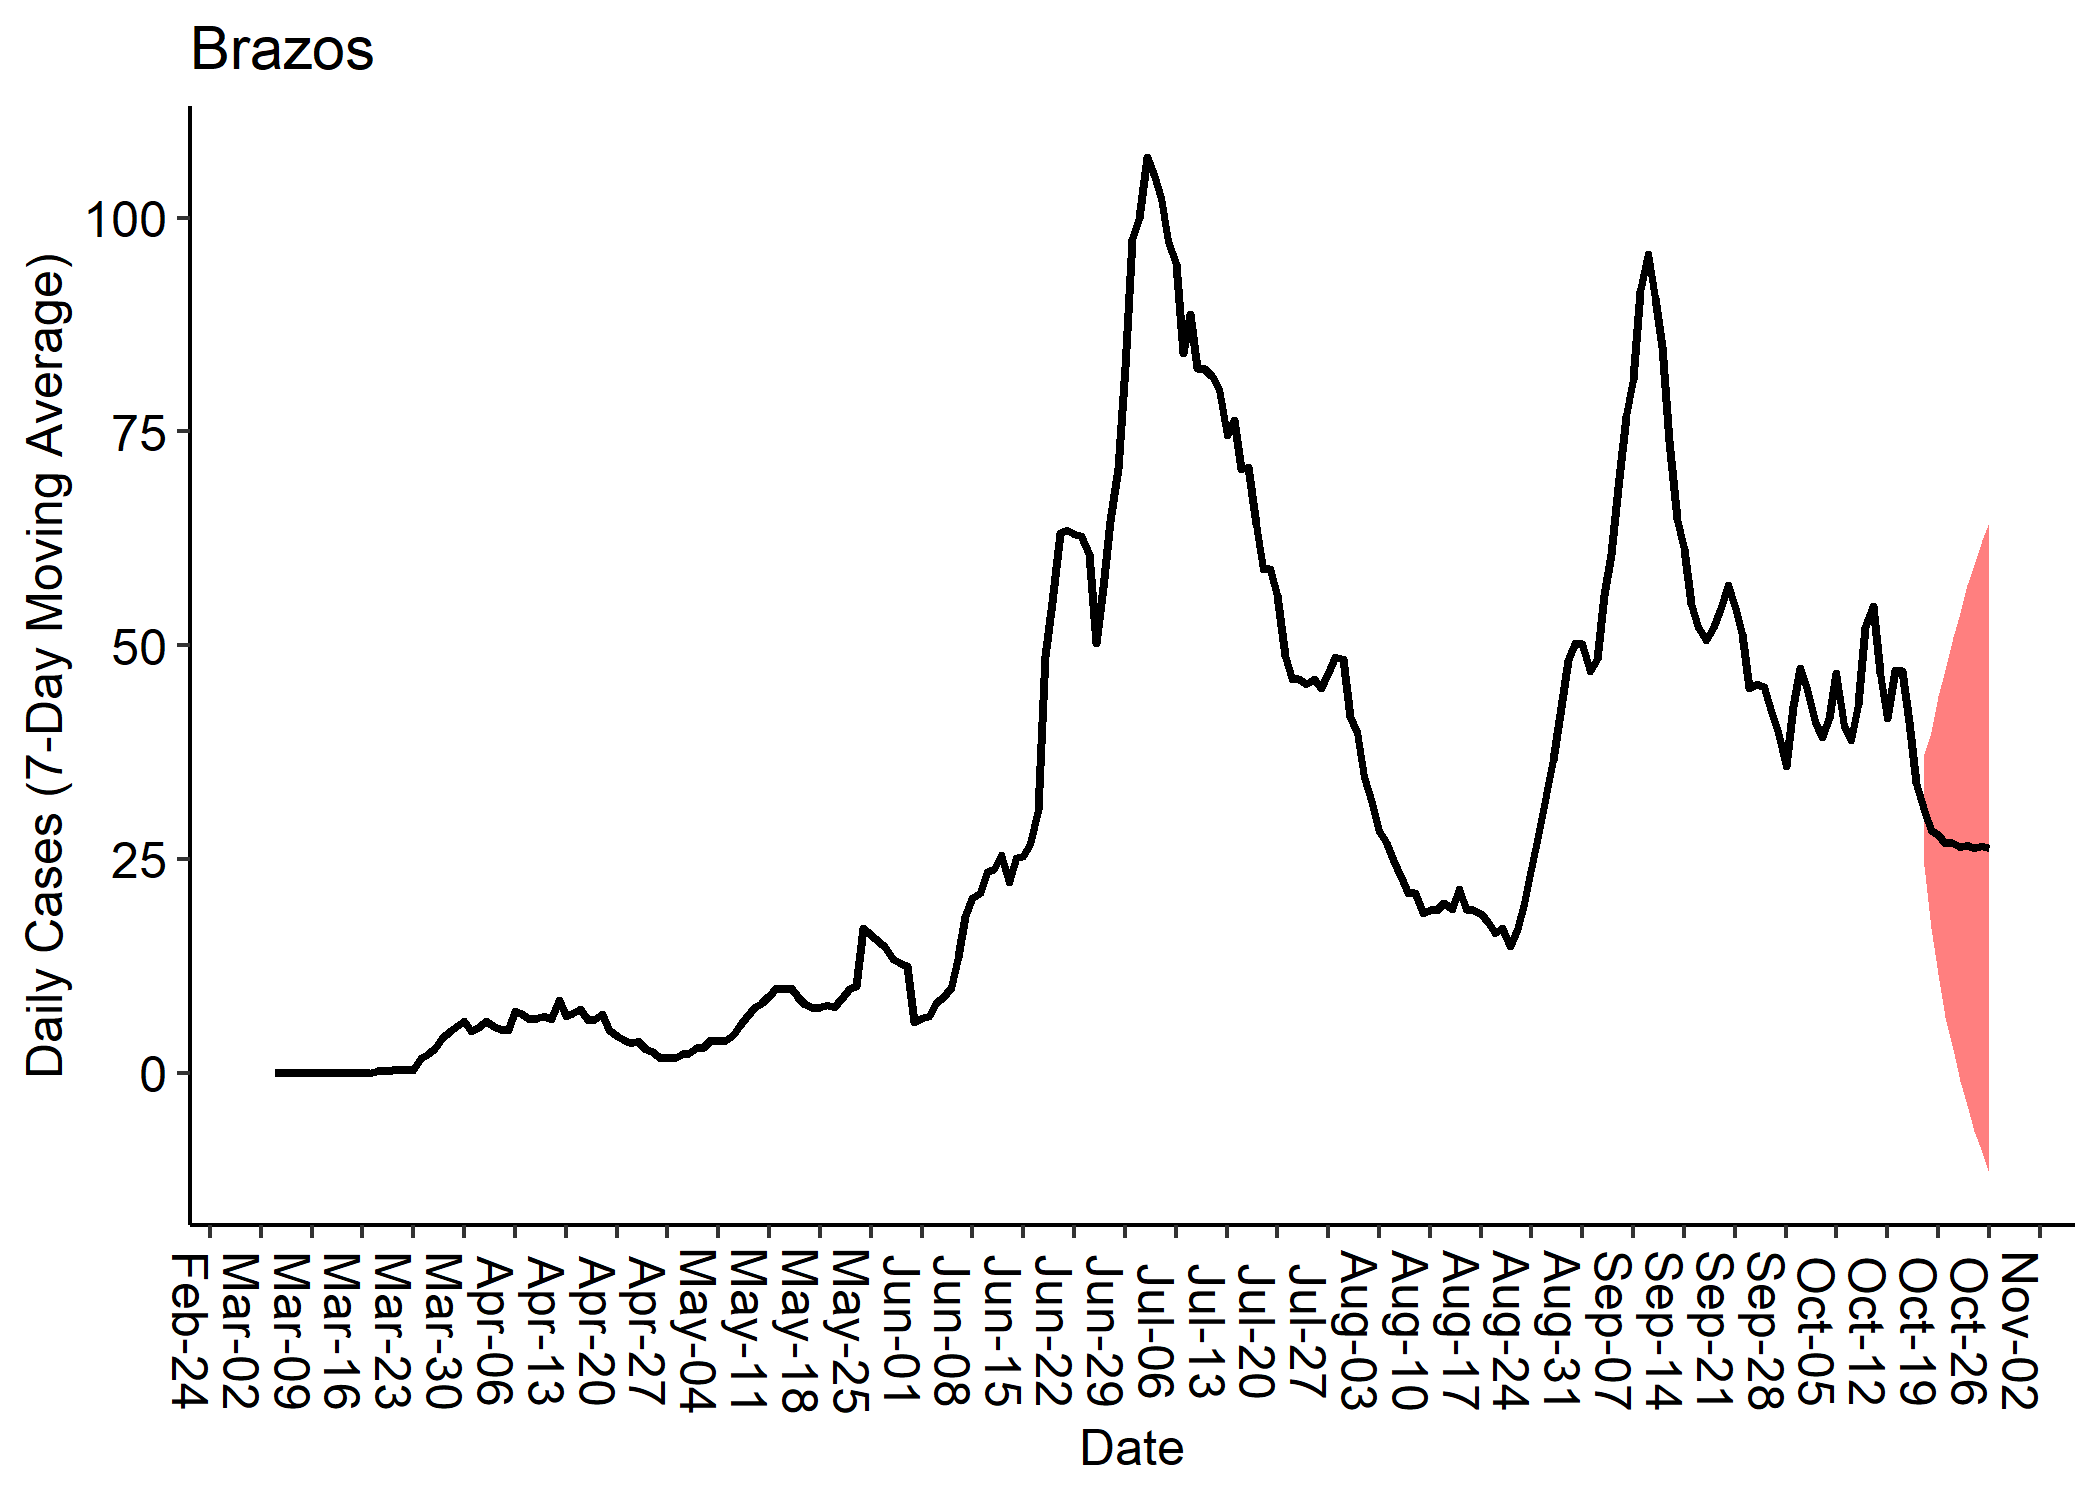 Brazos
Daily Cases (7-Day Moving Average)
100
75
50
25
0
Feb-24
Mar-02
Mar-09
Mar-16
Mar-23
Mar-30
Apr-06
Apr-13
Apr-20
Apr-27
May-04
May-11
May-18
May-25
Jun-01
Jun-08
Jun-15
Jun-22
Jun-29
Jul-06
Jul-13
Jul-20
Jul-27
Aug-03
Aug-10
Aug-17
Aug-24
Aug-31
Sep-07
Sep-14
Sep-21
Sep-28
Oct-05
Oct-12
Oct-19
Oct-26
Nov-02
Date